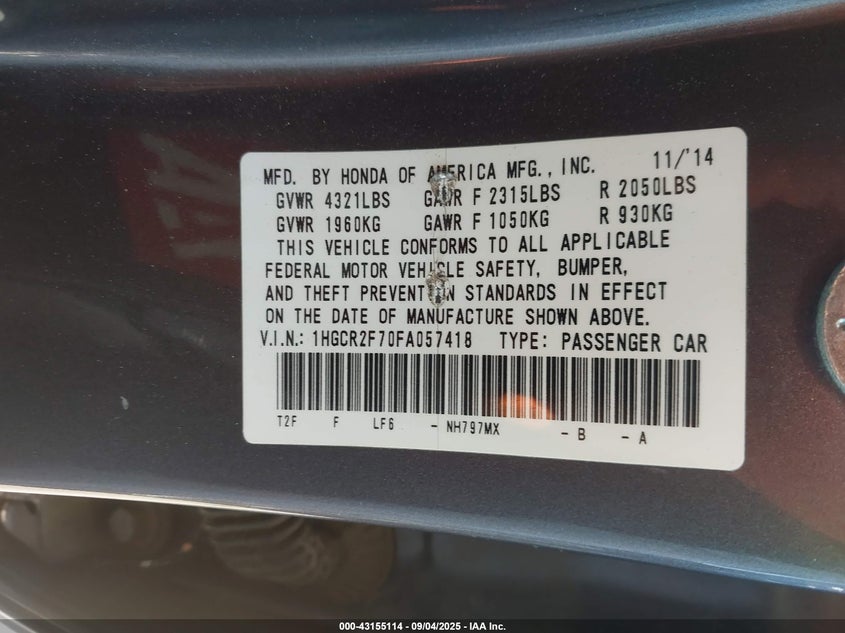 MFD. BY HONDA OF AMERICA MFG., INC. 11/'14
GVWR 4321LBS GAWR F 2315LBS R 2050LBS
GVWR 1960KG GAWR F 1050KG R 930KG
THIS VEHICLE CONFORMS TO ALL APPLICABLE
FEDERAL MOTOR VEHICLE SAFETY, BUMPER,
AND THEFT PREVENTION STANDARDS IN EFFECT
ON THE DATE OF MANUFACTURE SHOWN ABOVE.
V.I.N.: 1HGCR2F70FA057418 TYPE: PASSENGER CAR
T2F F LF6 - NH797MX - B - A
000-43155114 - 09/04/2025 - IAA Inc.